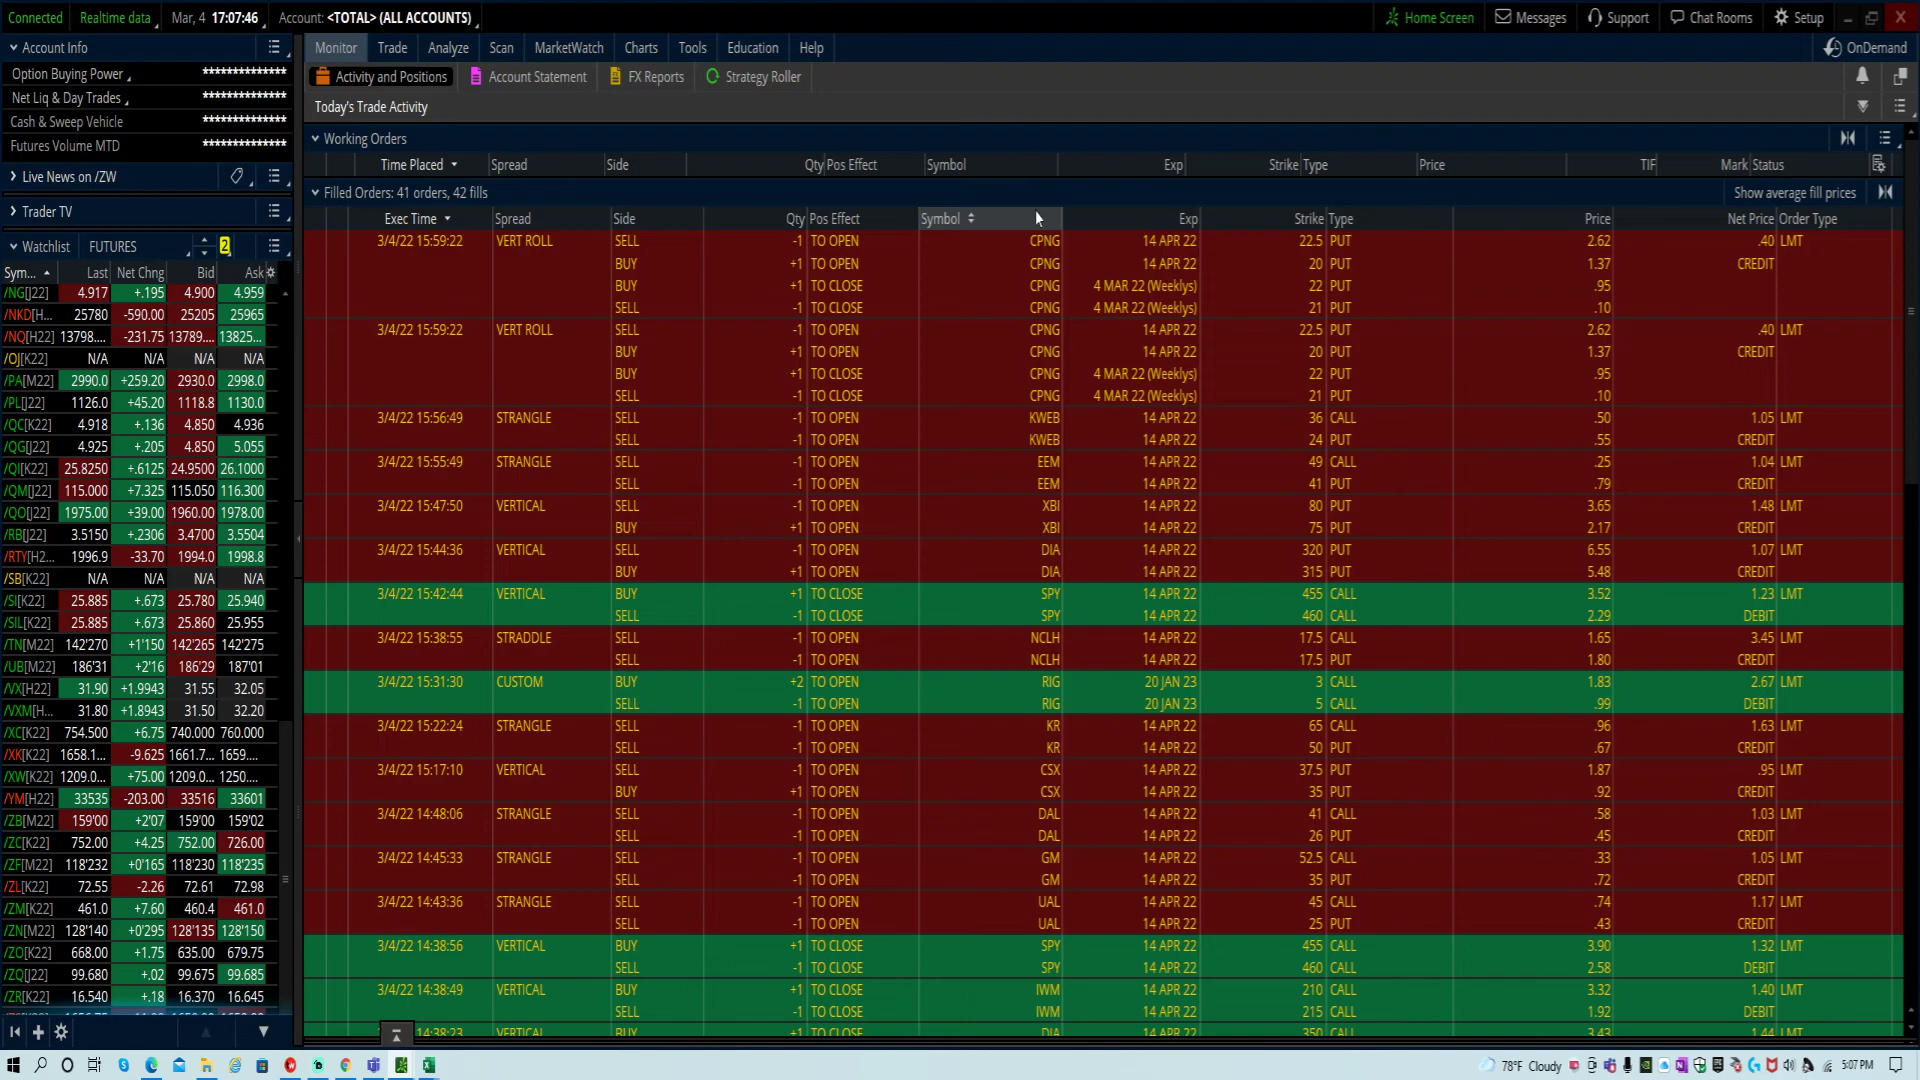 Connected Realtime data Mar, 4 17:07:46 Account: <TOTAL> (ALL ACCOUNTS) Home Screen Messages Support Chat Rooms Setup
Account Info
Option Buying Power **************
Net Liq & Day Trades **************
Cash & Sweep Vehicle **************
Futures Volume MTD **************
Live News on /ZW
Trader TV
Watchlist FUTURES 2
Sym... Last Net Chng Bid Ask
/NG[J22] 4.917 +.195 4.900 4.959
/NKD[H... 25780 -590.00 25205 25965
/NQ[H22] 13798.... -231.75 13789.... 13825...
/OJ[K22] N/A N/A N/A N/A
/PA[M22] 2990.0 +259.20 2930.0 2998.0
/PL[J22] 1126.0 +45.20 1118.8 1130.0
/QC[K22] 4.918 +.136 4.850 4.936
/QG[J22] 4.925 +.205 4.850 5.055
/QI[K22] 25.8250 +.6125 24.9500 26.1000
/QM[J22] 115.000 +7.325 115.050 116.300
/QO[J22] 1975.00 +39.00 1960.00 1978.00
/RB[J22] 3.5150 +.2306 3.4700 3.5504
/RTY[H2... 1996.9 -33.70 1994.0 1998.8
/SB[K22] N/A N/A N/A N/A
/SI[K22] 25.885 +.673 25.780 25.940
/SIL[K22] 25.885 +.673 25.860 25.955
/TN[M22] 142'270 +1'150 142'265 142'275
/UB[M22] 186'31 +2'16 186'29 187'01
/VX[H22] 31.90 +1.9943 31.55 32.05
/VXM[H... 31.80 +1.8943 31.50 32.20
/XC[K22] 754.500 +6.75 740.000 760.000
/XK[K22] 1658.1... -9.625 1661.7... 1659....
/XW[K22] 1209.0... +75.00 1209.0... 1250....
/YM[H22] 33535 -203.00 33516 33601
/ZB[M22] 159'00 +2'07 159'00 159'02
/ZC[K22] 752.00 +4.25 752.00 726.00
/ZF[M22] 118'232 +0'165 118'230 118'235
/ZL[K22] 72.55 -2.26 72.61 72.98
/ZM[K22] 461.0 +7.60 460.4 461.0
/ZN[M22] 128'140 +0'295 128'135 128'150
/ZO[K22] 668.00 +1.75 635.00 679.75
/ZQ[J22] 99.680 +.02 99.675 99.685
/ZR[K22] 16.540 +.18 16.370 16.645
Monitor Trade Analyze Scan MarketWatch Charts Tools Education Help OnDemand
Activity and Positions Account Statement FX Reports Strategy Roller
Today's Trade Activity
Working Orders
Time Placed Spread Side Qty Pos Effect Symbol Exp Strike Type Price TIF Mark Status
Filled Orders: 41 orders, 42 fills Show average fill prices
Exec Time Spread Side Qty Pos Effect Symbol Exp Strike Type Price Net Price Order Type
3/4/22 15:59:22 VERT ROLL SELL -1 TO OPEN CPNG 14 APR 22 22.5 PUT 2.62 .40 LMT
BUY +1 TO OPEN CPNG 14 APR 22 20 PUT 1.37 CREDIT
BUY +1 TO CLOSE CPNG 4 MAR 22 (Weeklys) 22 PUT .95
SELL -1 TO CLOSE CPNG 4 MAR 22 (Weeklys) 21 PUT .10
3/4/22 15:59:22 VERT ROLL SELL -1 TO OPEN CPNG 14 APR 22 22.5 PUT 2.62 .40 LMT
BUY +1 TO OPEN CPNG 14 APR 22 20 PUT 1.37 CREDIT
BUY +1 TO CLOSE CPNG 4 MAR 22 (Weeklys) 22 PUT .95
SELL -1 TO CLOSE CPNG 4 MAR 22 (Weeklys) 21 PUT .10
3/4/22 15:56:49 STRANGLE SELL -1 TO OPEN KWEB 14 APR 22 36 CALL .50 1.05 LMT
SELL -1 TO OPEN KWEB 14 APR 22 24 PUT .55 CREDIT
3/4/22 15:55:49 STRANGLE SELL -1 TO OPEN EEM 14 APR 22 49 CALL .25 1.04 LMT
SELL -1 TO OPEN EEM 14 APR 22 41 PUT .79 CREDIT
3/4/22 15:47:50 VERTICAL SELL -1 TO OPEN XBI 14 APR 22 80 PUT 3.65 1.48 LMT
BUY +1 TO OPEN XBI 14 APR 22 75 PUT 2.17 CREDIT
3/4/22 15:44:36 VERTICAL SELL -1 TO OPEN DIA 14 APR 22 320 PUT 6.55 1.07 LMT
BUY +1 TO OPEN DIA 14 APR 22 315 PUT 5.48 CREDIT
3/4/22 15:42:44 VERTICAL BUY +1 TO CLOSE SPY 14 APR 22 455 CALL 3.52 1.23 LMT
SELL -1 TO CLOSE SPY 14 APR 22 460 CALL 2.29 DEBIT
3/4/22 15:38:55 STRADDLE SELL -1 TO OPEN NCLH 14 APR 22 17.5 CALL 1.65 3.45 LMT
SELL -1 TO OPEN NCLH 14 APR 22 17.5 PUT 1.80 CREDIT
3/4/22 15:31:30 CUSTOM BUY +2 TO OPEN RIG 20 JAN 23 3 CALL 1.83 2.67 LMT
SELL -1 TO OPEN RIG 20 JAN 23 5 CALL .99 DEBIT
3/4/22 15:22:24 STRANGLE SELL -1 TO OPEN KR 14 APR 22 65 CALL .96 1.63 LMT
SELL -1 TO OPEN KR 14 APR 22 50 PUT .67 CREDIT
3/4/22 15:17:10 VERTICAL SELL -1 TO OPEN CSX 14 APR 22 37.5 PUT 1.87 .95 LMT
BUY +1 TO OPEN CSX 14 APR 22 35 PUT .92 CREDIT
3/4/22 14:48:06 STRANGLE SELL -1 TO OPEN DAL 14 APR 22 41 CALL .58 1.03 LMT
SELL -1 TO OPEN DAL 14 APR 22 26 PUT .45 CREDIT
3/4/22 14:45:33 STRANGLE SELL -1 TO OPEN GM 14 APR 22 52.5 CALL .33 1.05 LMT
SELL -1 TO OPEN GM 14 APR 22 35 PUT .72 CREDIT
3/4/22 14:43:36 STRANGLE SELL -1 TO OPEN UAL 14 APR 22 45 CALL .74 1.17 LMT
SELL -1 TO OPEN UAL 14 APR 22 25 PUT .43 CREDIT
3/4/22 14:38:56 VERTICAL BUY +1 TO CLOSE SPY 14 APR 22 455 CALL 3.90 1.32 LMT
SELL -1 TO CLOSE SPY 14 APR 22 460 CALL 2.58 DEBIT
3/4/22 14:38:49 VERTICAL BUY +1 TO CLOSE IWM 14 APR 22 210 CALL 3.32 1.40 LMT
SELL -1 TO CLOSE IWM 14 APR 22 215 CALL 1.92 DEBIT
14:38:23 VERTICAL BUY +1 TO CLOSE DIA 14 APR 22 350 CALL 3.43 1.44 LMT
78°F Cloudy 5:07 PM